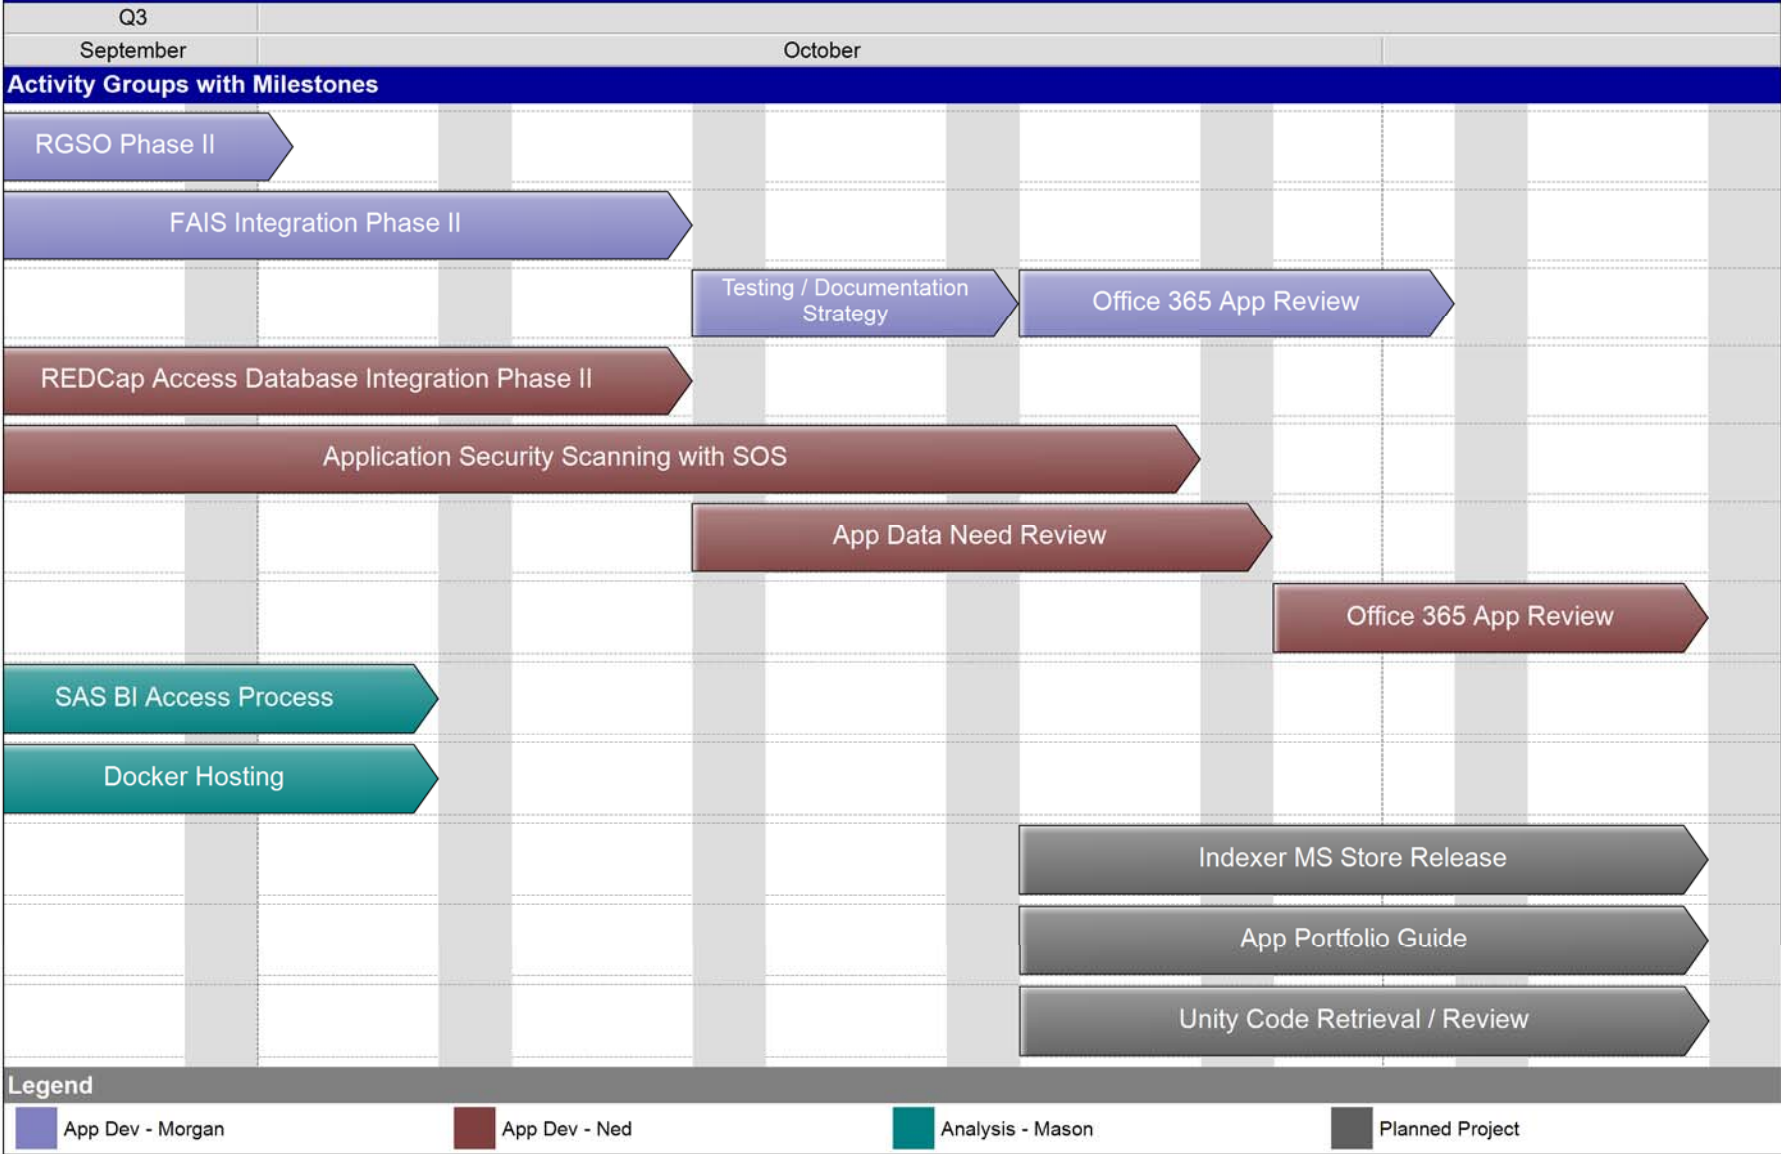 Q3
September
October
Activity Groups with Milestones
RGSO Phase II
FAIS Integration Phase II
Testing / Documentation
Strategy
Office 365 App Review
REDCap Access Database Integration Phase II
Application Security Scanning with SOS
App Data Need Review
Office 365 App Review
SAS BI Access Process
Docker Hosting
Indexer MS Store Release
App Portfolio Guide
Unity Code Retrieval / Review
Legend
App Dev - Morgan
App Dev - Ned
Analysis - Mason
Planned Project